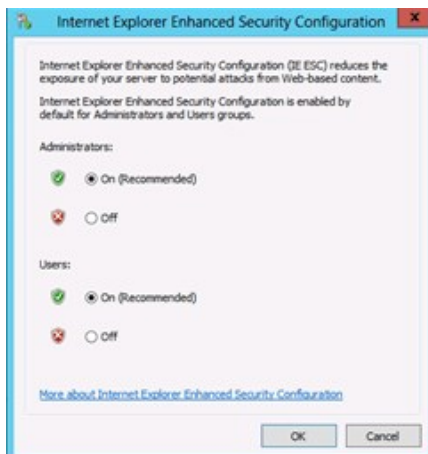 Internet Explorer Enhanced Security Configuration
Internet Explorer Enhanced Security Configuration (IE ESC) reduces the
exposure of your server to potential attacks from Web-based content.
Internet Explorer Enhanced Security Configuration is enabled by
default for Administrators and Users groups.
Administrators:
On (Recommended)
Off
Users:
On (Recommended)
Off
More about Internet Explorer Enhanced Security Configuration
OK Cancel